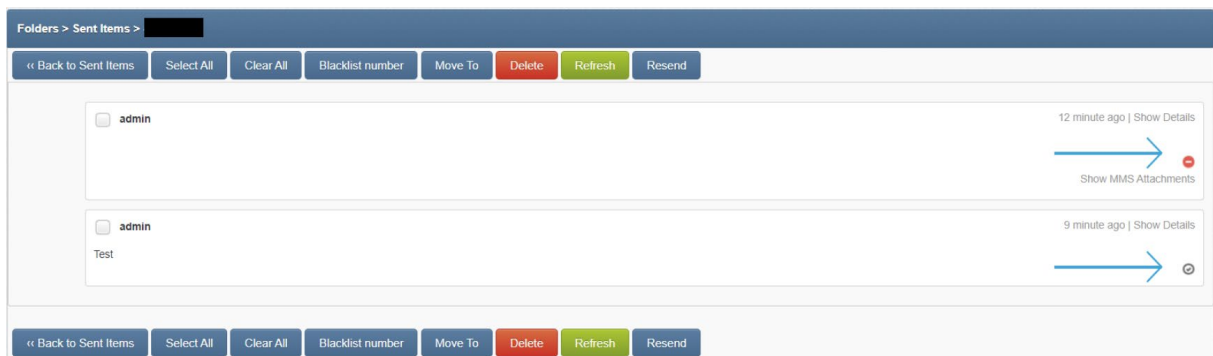 Folders > Sent Items >
‹‹ Back to Sent Items Select All Clear All Blacklist number Move To Delete Refresh Resend
admin 12 minute ago | Show Details
Show MMS Attachments
admin 9 minute ago | Show Details
Test
‹‹ Back to Sent Items Select All Clear All Blacklist number Move To Delete Refresh Resend